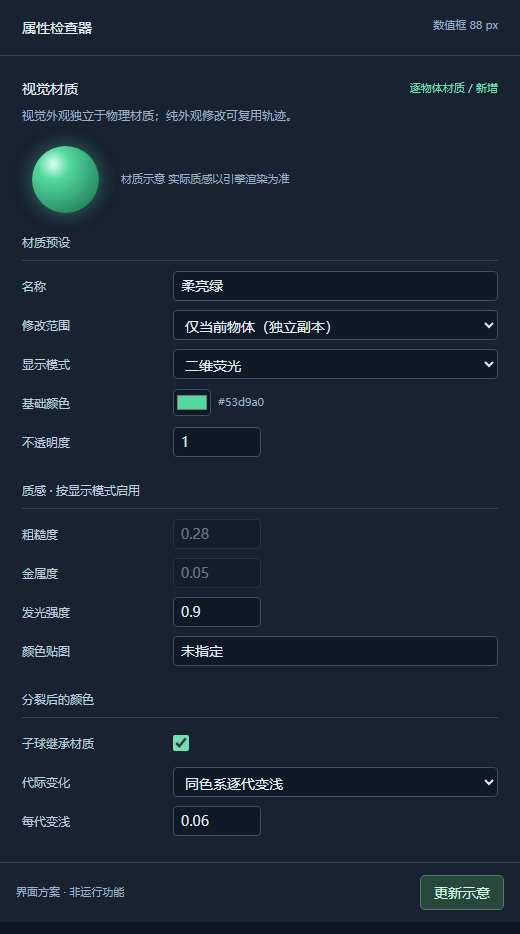 属性检查器
数值框 88 px
视觉材质
逐物体材质 / 新增
视觉外观独立于物理材质；纯外观修改可复用轨迹。
材质示意 实际质感以引擎渲染为准
材质预设
名称
柔亮绿
修改范围
仅当前物体（独立副本）
显示模式
二维荧光
基础颜色
#53d9a0
不透明度
1
质感 · 按显示模式启用
粗糙度
0.28
金属度
0.05
发光强度
0.9
颜色贴图
未指定
分裂后的颜色
子球继承材质
代际变化
同色系逐代变浅
每代变浅
0.06
界面方案 · 非运行功能
更新示意